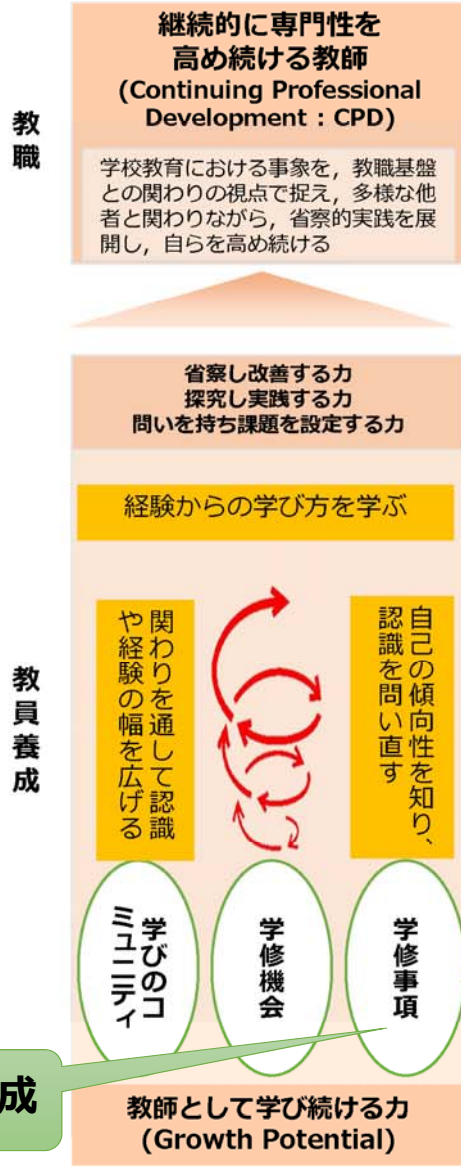 継続的に専門性を
高め続ける教師
(Continuing Professional
Development：CPD)
教職
学校教育における事象を，教職基盤
との関わりの視点で捉え，多様な他
者と関わりながら，省察的実践を展
開し，自らを高め続ける
省察し改善する力
探究し実践する力
問いを持ち課題を設定する力
経験からの学び方を学ぶ
教員養成
関わりを通して認識
や経験の幅を広げる
自己の傾向性を知り、
認識を問い直す
学びのコ
ミュニティ
学修機会
学修事項
成
教師として学び続ける力
(Growth Potential)